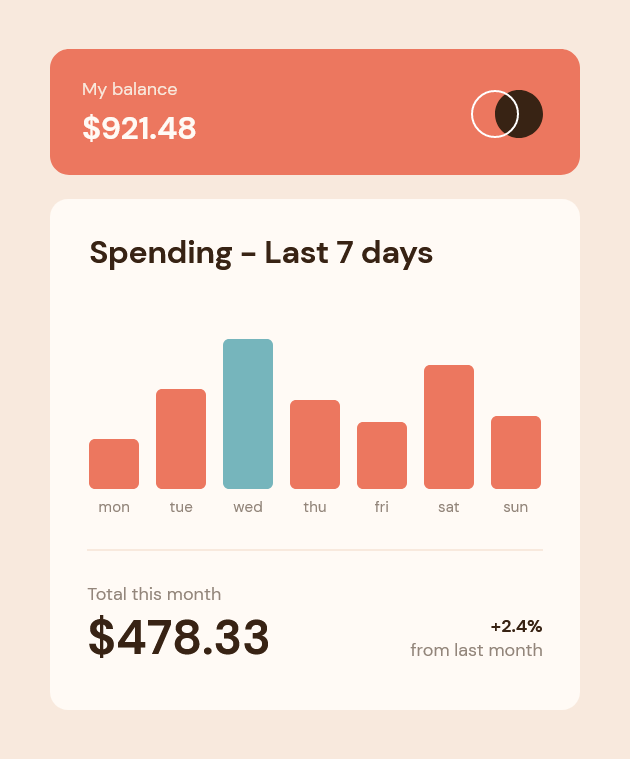 My balance
$921.48
Spending - Last 7 days
mon tue wed thu fri sat sun
Total this month
$478.33
+2.4%
from last month